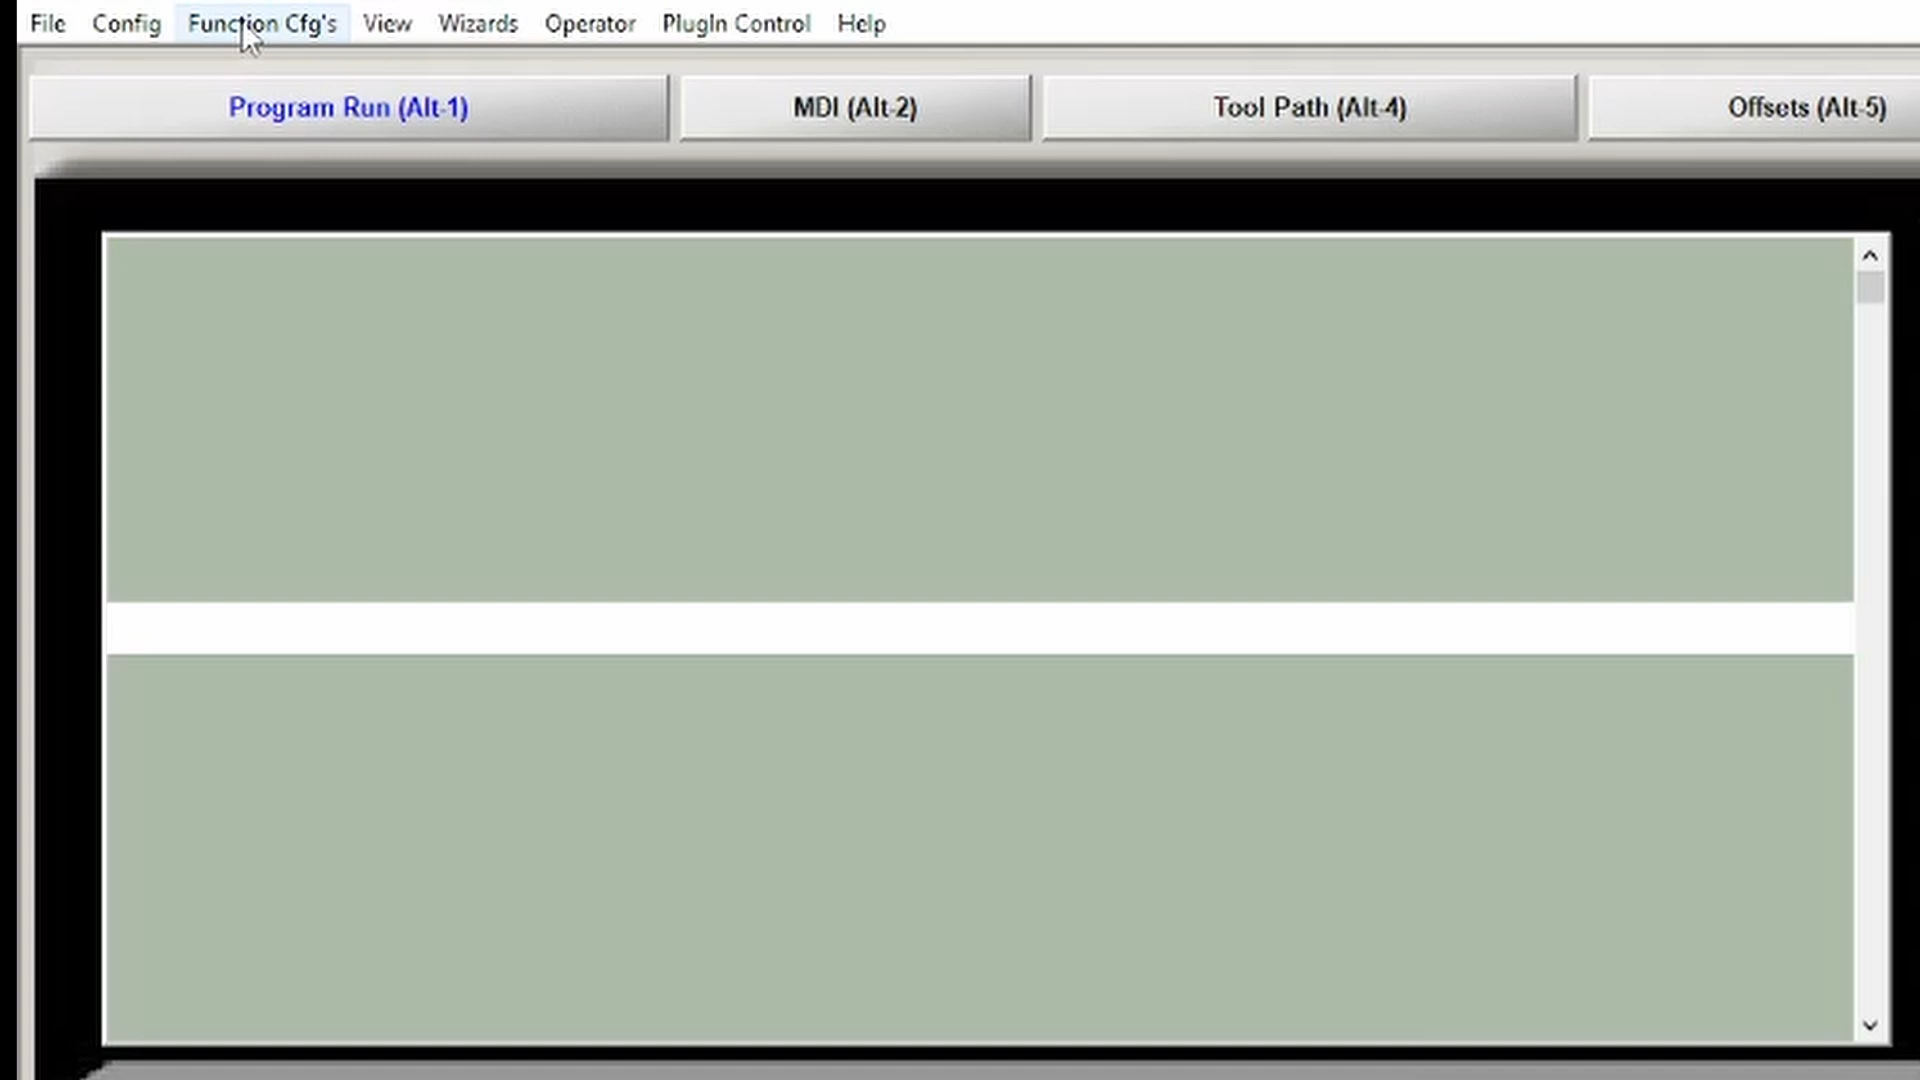 File Config Function Cfg's View Wizards Operator PlugIn Control Help
Program Run (Alt-1) MDI (Alt-2) Tool Path (Alt-4) Offsets (Alt-5)